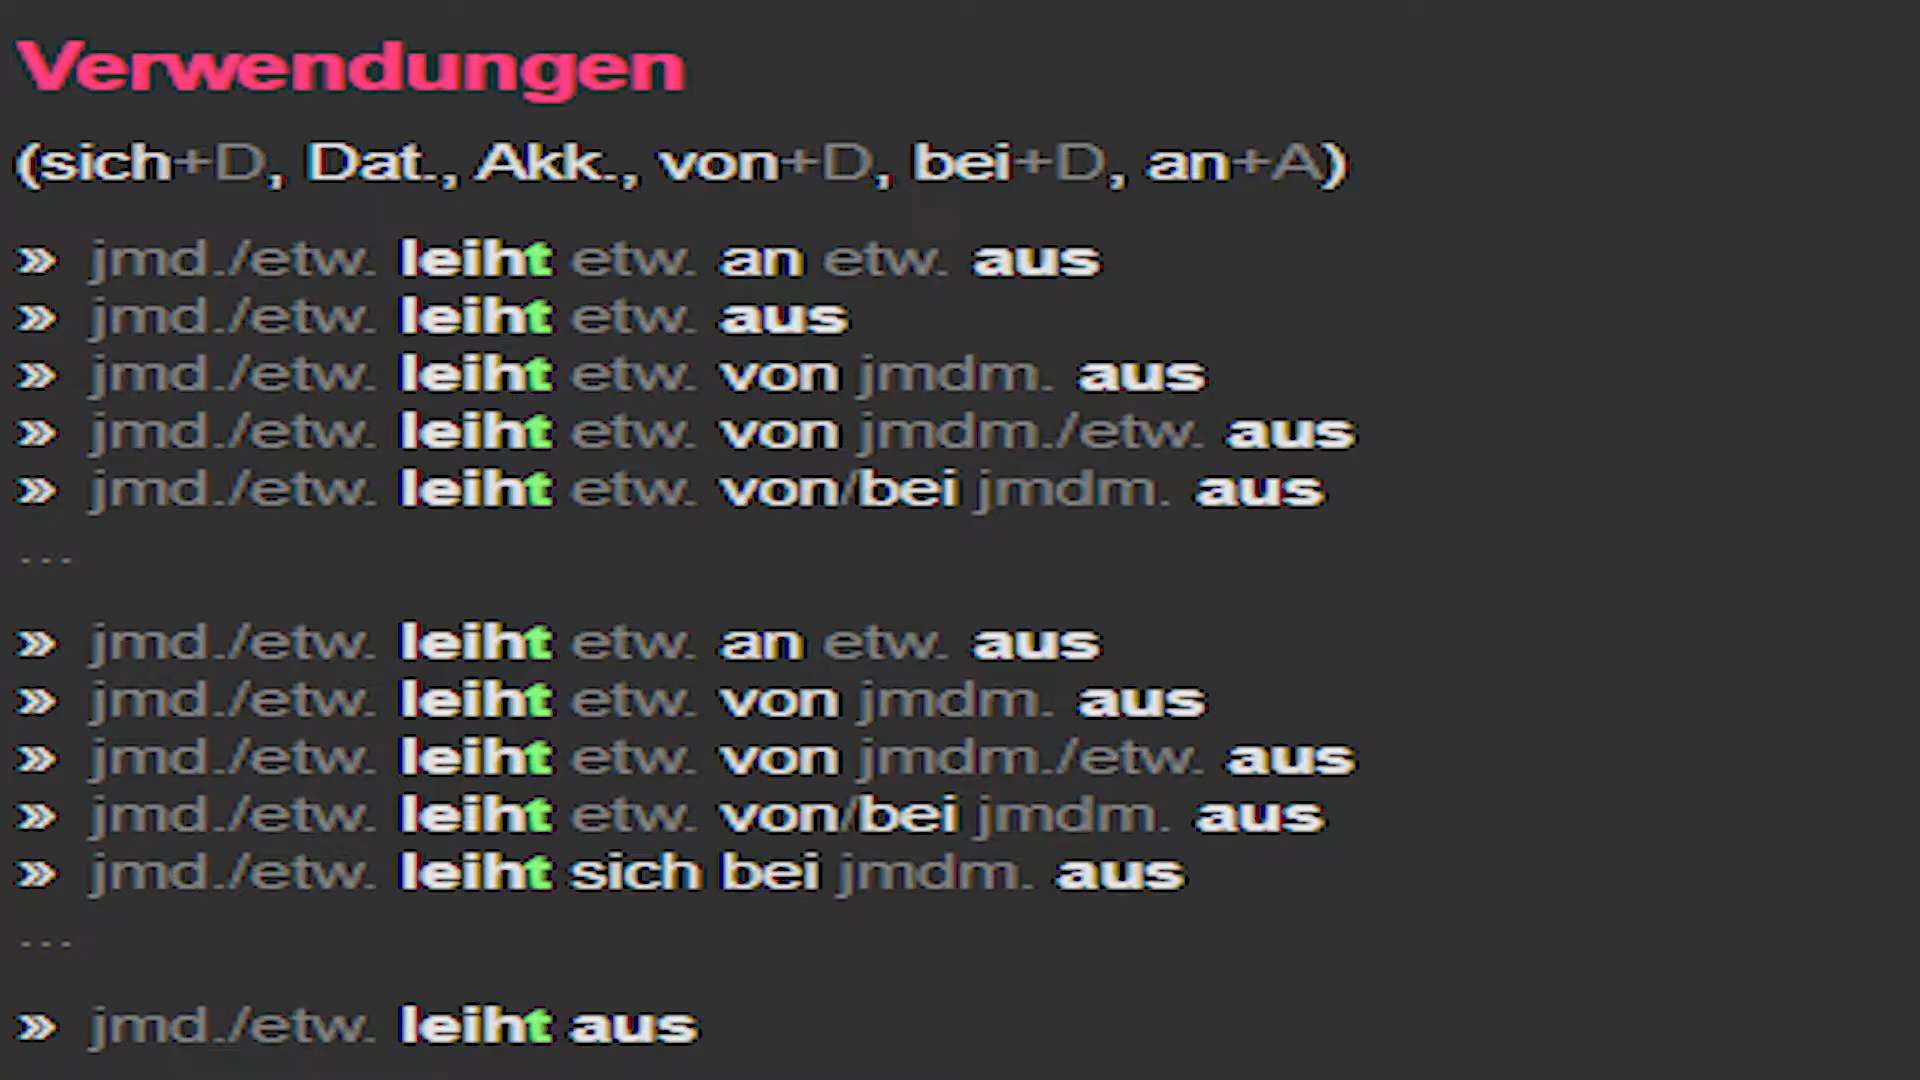 Verwendungen
(sich+D, Dat., Akk., von+D, bei+D, an+A)
» jmd./etw. leiht etw. an etw. aus
» jmd./etw. leiht etw. aus
» jmd./etw. leiht etw. von jmdm. aus
» jmd./etw. leiht etw. von jmdm./etw. aus
» jmd./etw. leiht etw. von/bei jmdm. aus
...
» jmd./etw. leiht etw. an etw. aus
» jmd./etw. leiht etw. von jmdm. aus
» jmd./etw. leiht etw. von jmdm./etw. aus
» jmd./etw. leiht etw. von/bei jmdm. aus
» jmd./etw. leiht sich bei jmdm. aus
...
» jmd./etw. leiht aus